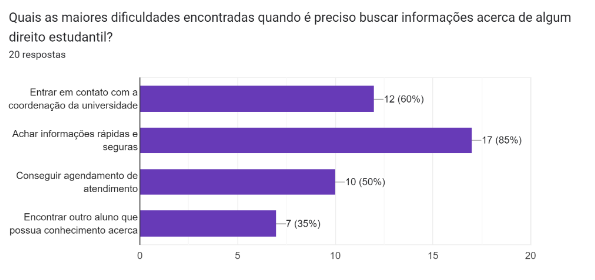 Quais as maiores dificuldades encontradas quando é preciso buscar informações acerca de algum
direito estudantil?
20 respostas
Entrar em contato com a
coordenação da universidade
12 (60%)
Achar informações rápidas e
seguras
17 (85%)
Conseguir agendamento de
atendimento
10 (50%)
Encontrar outro aluno que
possua conhecimento acerca
7 (35%)
0 5 10 15 20